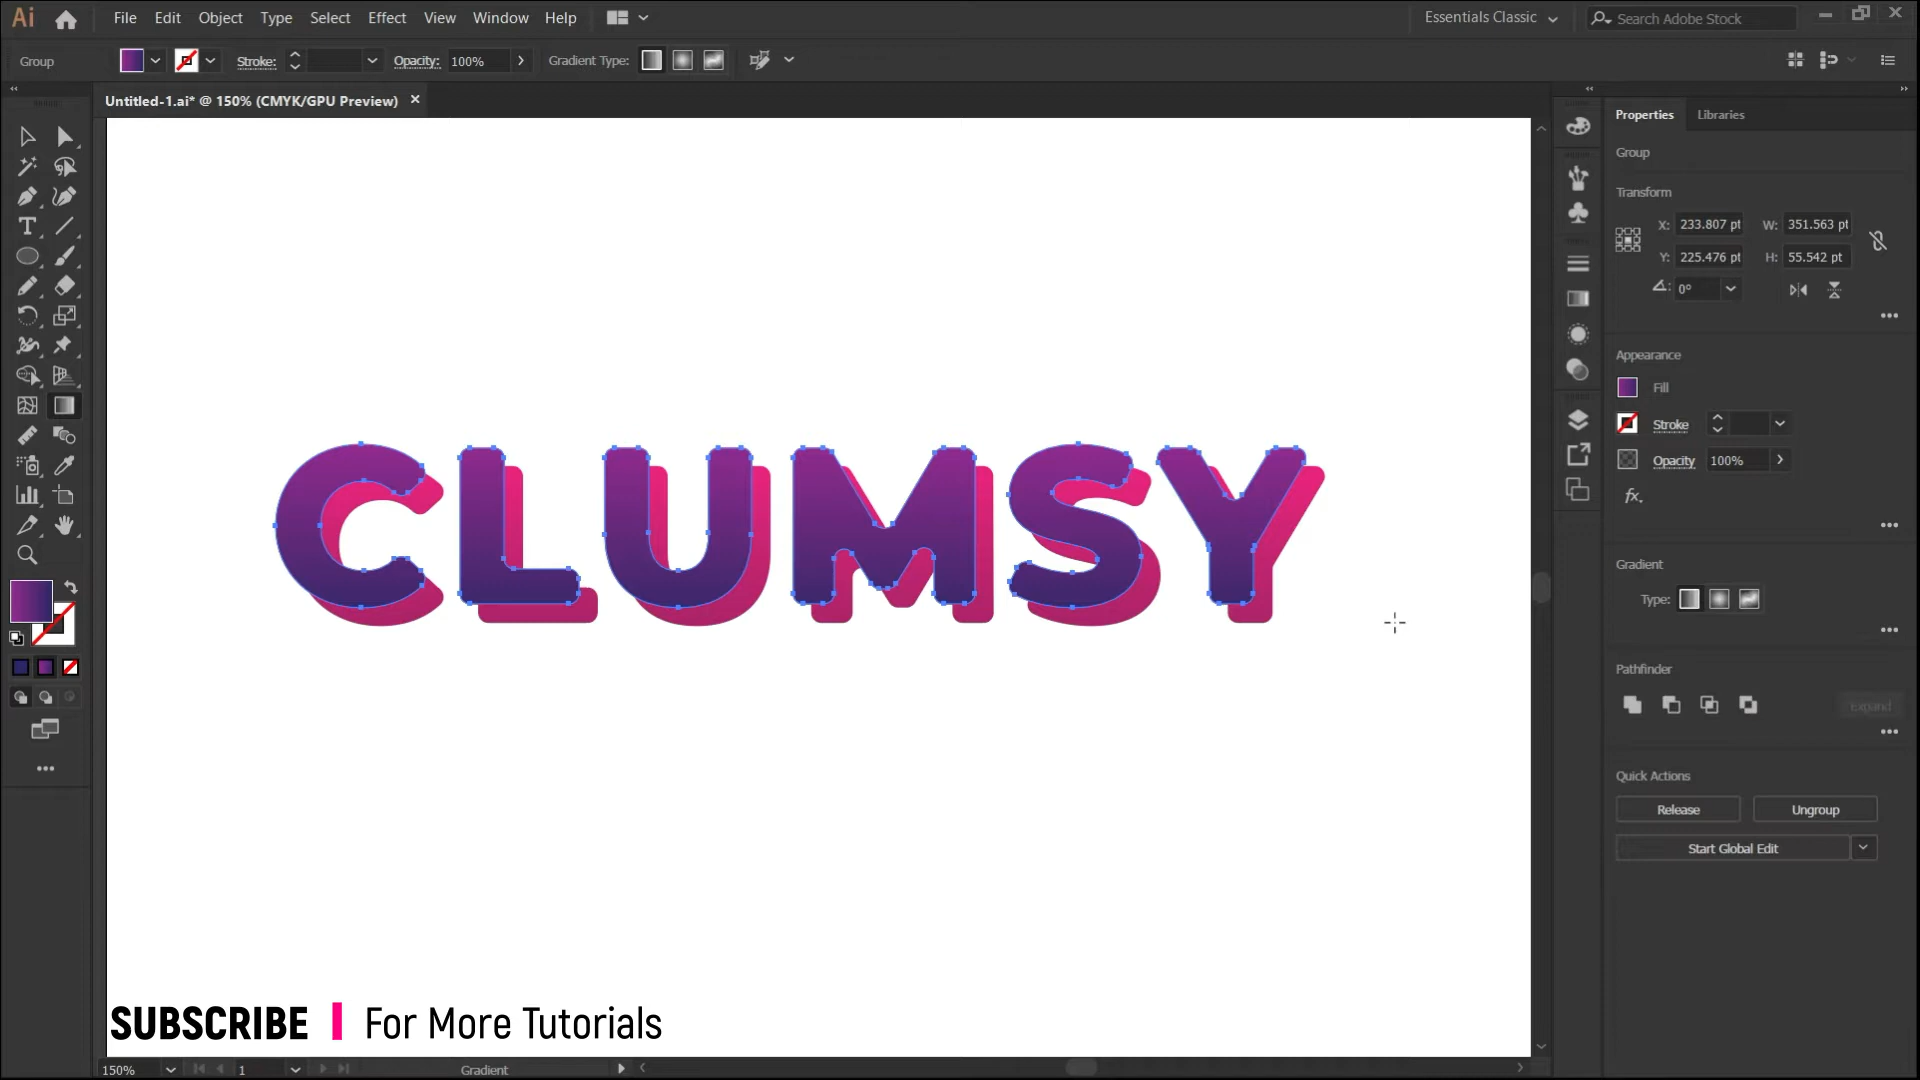 Ai File Edit Object Type Select Effect View Window Help Essentials Classic Search Adobe Stock
Group Stroke: Opacity: 100% Gradient Type:
Untitled-1.ai* @ 150% (CMYK/GPU Preview)
Properties Libraries
Group
Transform
X: 233.807 pt W: 351.563 pt
Y: 225.476 pt H: 55.542 pt
0°
Appearance
Fill
Stroke
Opacity 100%
fx.
CLUMSY
Gradient
Type:
Pathfinder
Expand
Quick Actions
Release Ungroup
Start Global Edit
SUBSCRIBE For More Tutorials
150% 1 Gradient